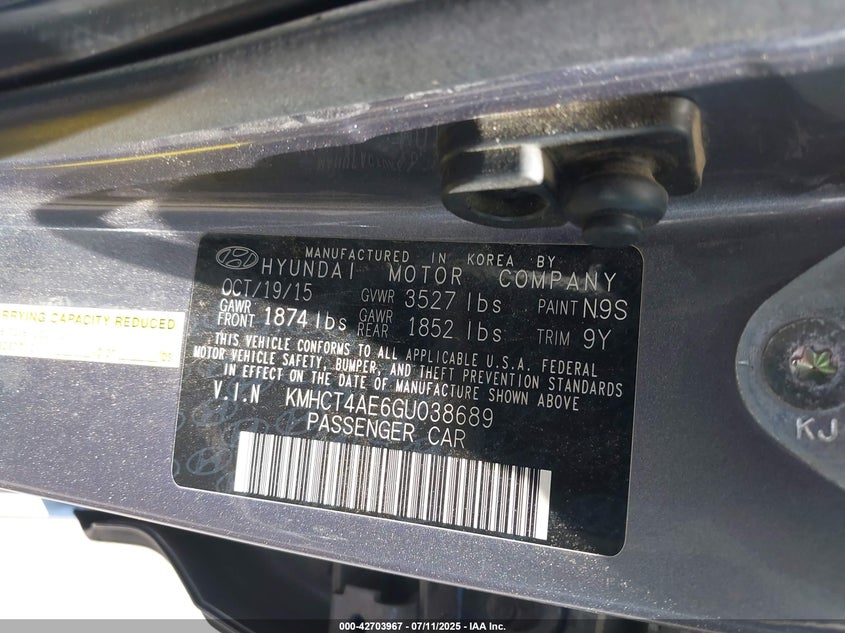 MANUFACTURED IN KOREA BY
HYUNDAI MOTOR COMPANY
OCT/19/15 GVWR 3527 lbs PAINT N9S
GAWR FRONT 1874 lbs GAWR REAR 1852 lbs TRIM 9Y
THIS VEHICLE CONFORMS TO ALL APPLICABLE U.S.A. FEDERAL
MOTOR VEHICLE SAFETY, BUMPER, AND THEFT PREVENTION STANDARDS
SHOWN ABOVE
IN EFFECT ON THE DATE OF MANUFACTURE SHOWN ABOVE
V.I.N KMHCT4AE6GU038689
PASSENGER CAR
RRYING CAPACITY REDUCED
KJ
000-42703967 - 07/11/2025 - IAA Inc.